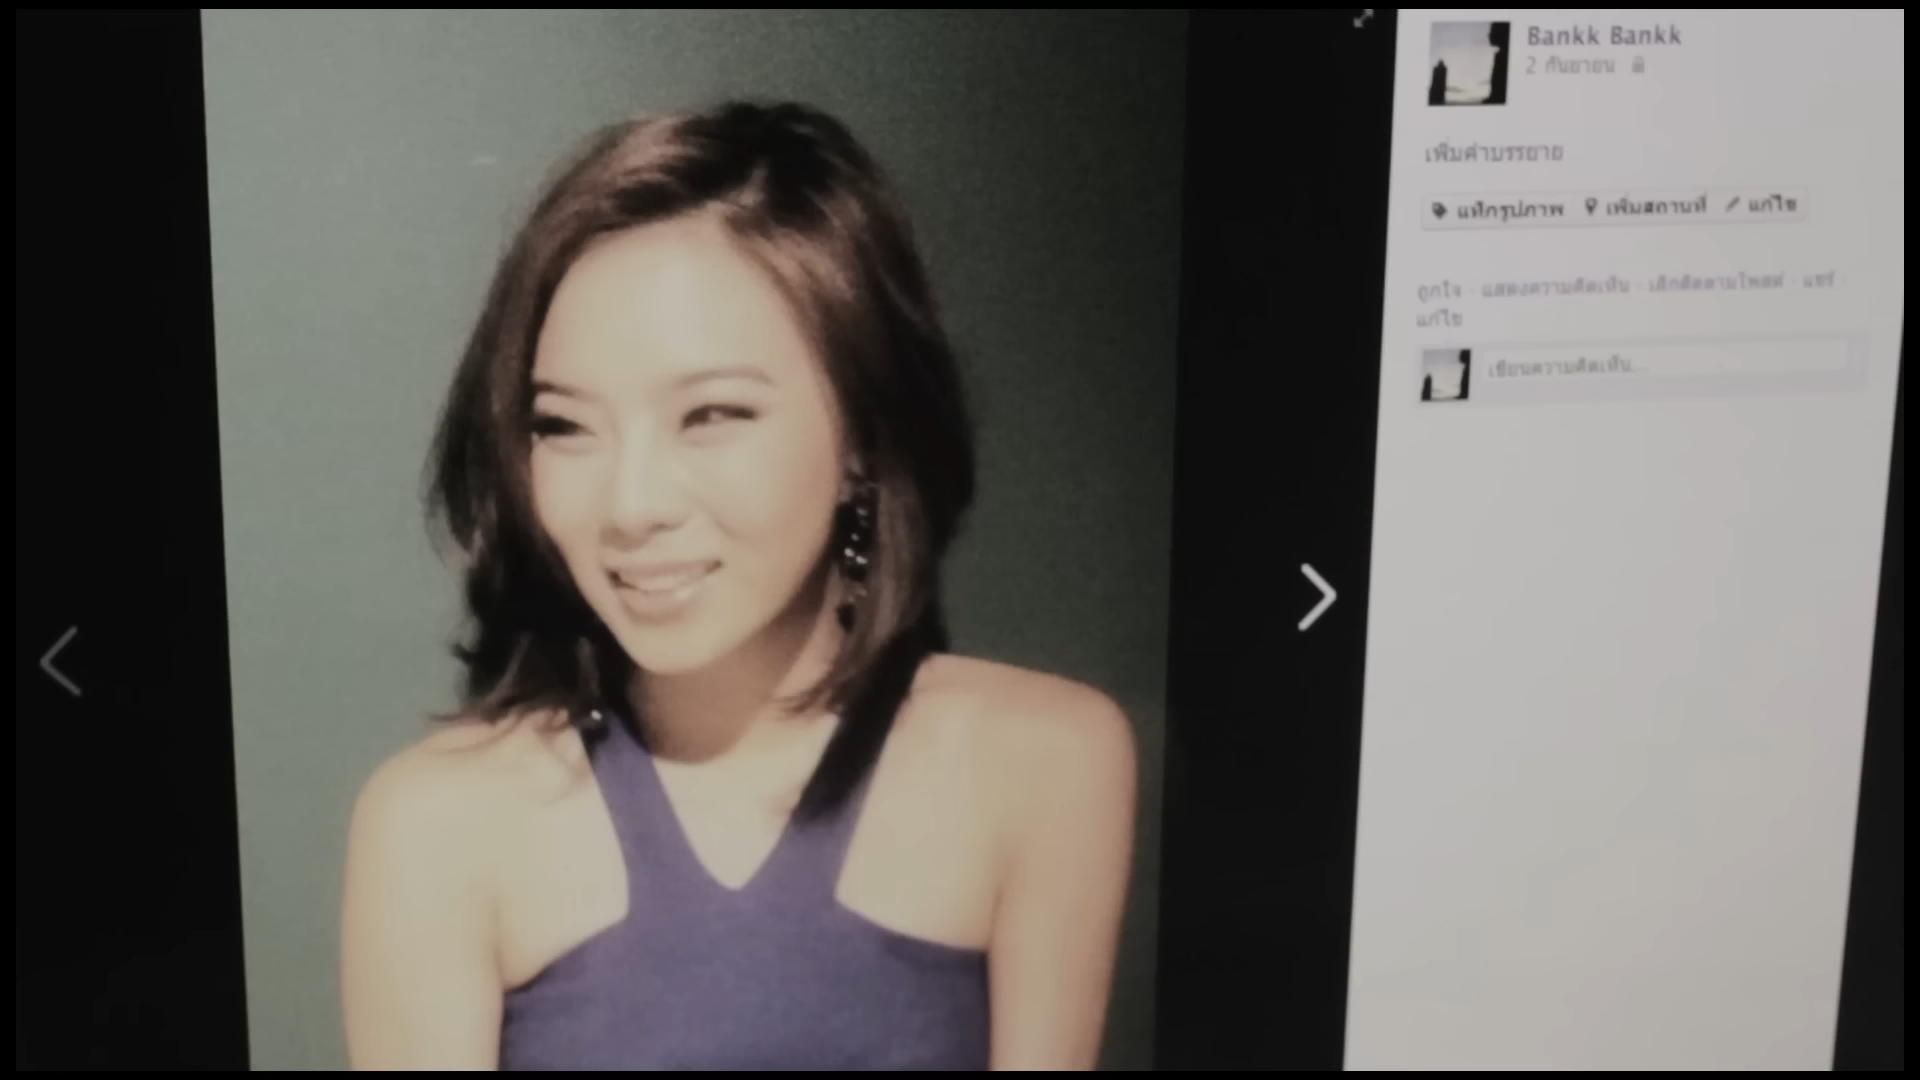 Bankk Bankk
2 กันยายน
เพิ่มคำบรรยาย
แท็กรูปภาพ เพิ่มสถานที่ แก้ไข
ถูกใจ · แสดงความคิดเห็น · เลิกติดตามโพสต์ · แชร์ ·
แก้ไข
เขียนความคิดเห็น...